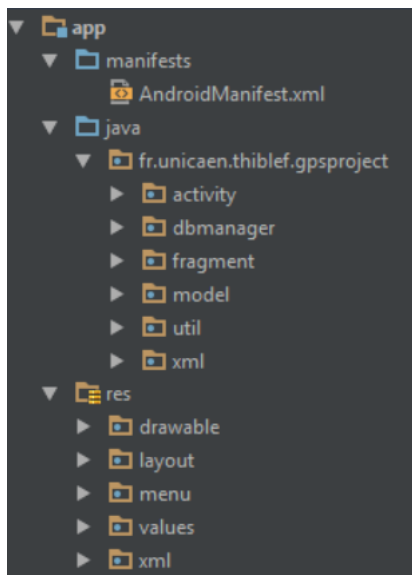 app
manifests
AndroidManifest.xml
java
fr.unicaen.thiblef.gpsproject
activity
dbmanager
fragment
model
util
xml
res
drawable
layout
menu
values
xml